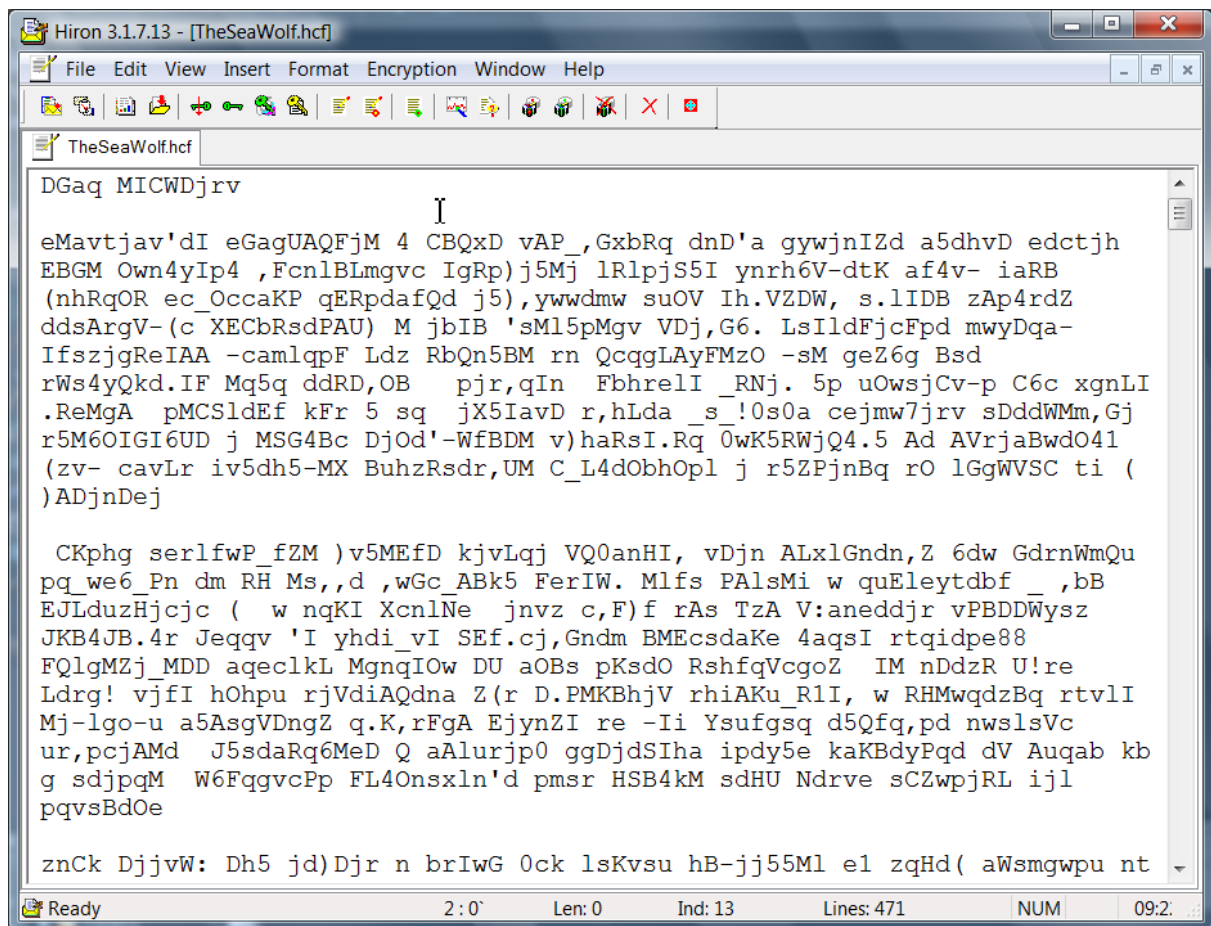 Hiron 3.1.7.13 - [TheSeaWolf.hcf]
File Edit View Insert Format Encryption Window Help
TheSeaWolf.hcf
DGaq MICWDjrv
eMavtjav'dI eGagUAQFjM 4 CBQxD vAP_,GxbRq dnD'a gywjnIZd a5dhvD edctjh
EBGM Own4yIp4 ,FcnlBLmgvc IgRp)j5Mj lRlpjS5I ynrh6V-dtK af4v- iaRB
(nhRqOR ec_OccaKP qERpdafQd j5),ywwdmw suOV Ih.VZDW, s.lIDB zAp4rdZ
ddsArgV-(c XECbRsdPAU) M jbIB 'sMl5pMgv VDj,G6. LsIldFjcFpd mwyDqa-
IfszjgReIAA -camlqpF Ldz RbQn5BM rn QcqgLAyFMzO -sM geZ6g Bsd
rWs4yQkd.IF Mq5q ddRD,OB   pjr,qIn  FbhrelI _RNj. 5p uOwsjCv-p C6c xgnLI
.ReMgA  pMCSldEf kFr 5 sq  jX5IavD r,hLda _s_!0s0a cejmw7jrv sDddWMm,Gj
r5M6OIGI6UD j MSG4Bc DjOd'-WfBDM v)haRsI.Rq 0wK5RWjQ4.5 Ad AVrjaBwdO41
(zv- cavLr iv5dh5-MX BuhzRsdr,UM C_L4dObhOpl j r5ZPjnBq rO lGgWVSC ti (
)ADjnDej
CKphg serlfwP_fZM )v5MEfD kjvLqj VQ0anHI, vDjn ALxlGndn,Z 6dw GdrnWmQu
pq_we6_Pn dm RH Ms,,d ,wGc_ABk5 FerIW. Mlfs PAlsMi w quEleytdbf _ ,bB
EJLduzHjcjc (  w nqKI XcnlNe  jnvz c,F)f rAs TzA V:aneddjr vPBDDWysz
JKB4JB.4r Jeqqv 'I yhdi_vI SEf.cj,Gndm BMEcsdaKe 4aqsI rtqidpe88
FQlgMZj_MDD aqeclkL MgnqIOw DU aOBs pKsdO RshfqVcgoZ  IM nDdzR U!re
Ldrg! vjfI hOhpu rjVdiAQdna Z(r D.PMKBhjV rhiAKu_R1I, w RHMwqdzBq rtvlI
Mj-lgo-u a5AsgVDngZ q.K,rFgA EjynZI re -Ii Ysufgsq d5Qfq,pd nwslsVc
ur,pcjAMd  J5sdaRq6MeD Q aAlurjp0 ggDjdSIha ipdy5e kaKBdyPqd dV Auqab kb
g sdjpqM  W6FqgvcPp FL4Onsxln'd pmsr HSB4kM sdHU Ndrve sCZwpjRL ijl
pqvsBdOe
znCk DjjvW: Dh5 jd)Djr n brIwG 0ck lsKvsu hB-jj55Ml e1 zqHd( aWsmgwpu nt
Ready 2 : 0 Len: 0 Ind: 13 Lines: 471 NUM 09:2